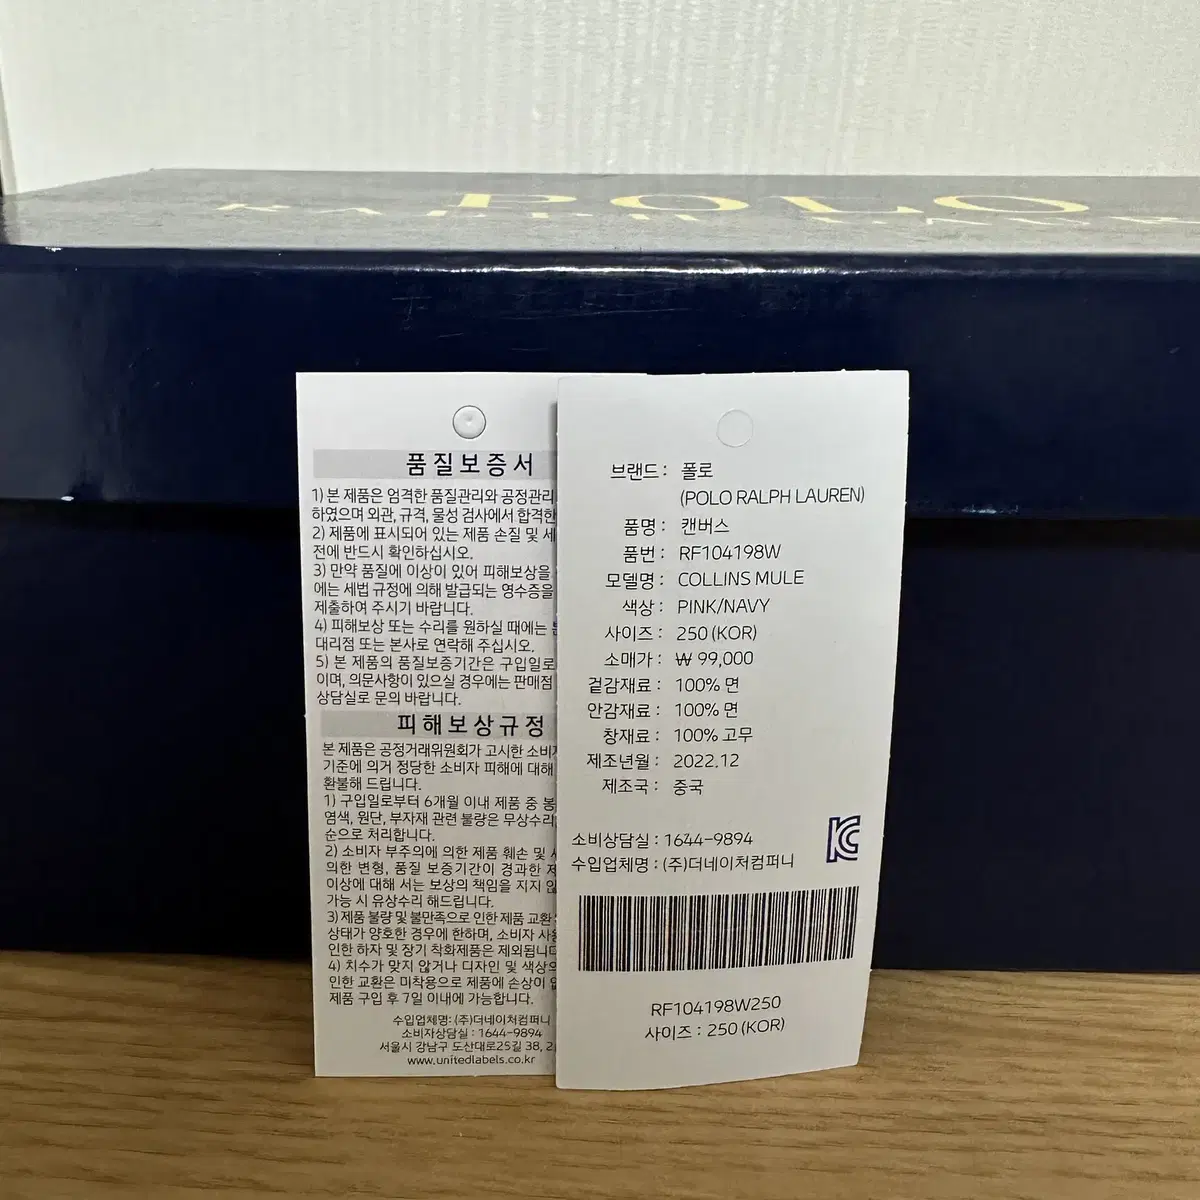 POLO
품질보증서
1) 본 제품은 엄격한 품질관리와 공정관리
하였으며 외관, 규격, 물성 검사에서 합격한
2) 제품에 표시되어 있는 제품 손질 및 세
전에 반드시 확인하십시오.
3) 만약 품질에 이상이 있어 피해보상을
에는 세법 규정에 의해 발급되는 영수증을
제출하여 주시기 바랍니다.
4) 피해보상 또는 수리를 원하실 때에는
대리점 또는 본사로 연락해 주십시오.
5) 본 제품의 품질보증기간은 구입일로
이며, 의문사항이 있으실 경우에는 판매점
상담실로 문의 바랍니다.
피해보상규정
본 제품은 공정거래위원회가 고시한 소비자
기준에 의거 정당한 소비자 피해에 대해
환불해 드립니다.
1) 구입일로부터 6개월 이내 제품 중 봉
염색, 원단, 부자재 관련 불량은 무상수리,
순으로 처리합니다.
2) 소비자 부주의에 의한 제품 훼손 및
의한 변형, 품질 보증기간이 경과한 제
이상에 대해 서는 보상의 책임을 지지 않
가능 시 유상수리 해드립니다.
3) 제품 불량 및 불만족으로 인한 제품 교환
상태가 양호한 경우에 한하며, 소비자 사용
인한 하자 및 장기 착화제품은 제외됩니다
4) 치수가 맞지 않거나 디자인 및 색상의
인한 교환은 미착용으로 제품에 손상이 없
제품 구입 후 7일 이내에 가능합니다.
수입업체명: (주)더네이처컴퍼니
소비자상담실 : 1644-9894
서울시 강남구 도산대로25길 38, 2
www.unitedlabels.co.kr
브랜드 : 폴로
(POLO RALPH LAUREN)
품명 : 캔버스
품번 : RF104198W
모델명 : COLLINS MULE
색상 : PINK/NAVY
사이즈 : 250 (KOR)
소매가 : ₩ 99,000
겉감재료 : 100% 면
안감재료 : 100% 면
창재료 : 100% 고무
제조년월 : 2022.12
제조국 : 중국
소비상담실 : 1644-9894
수입업체명 : (주)더네이처컴퍼니
KC
RF104198W250
사이즈 : 250 (KOR)